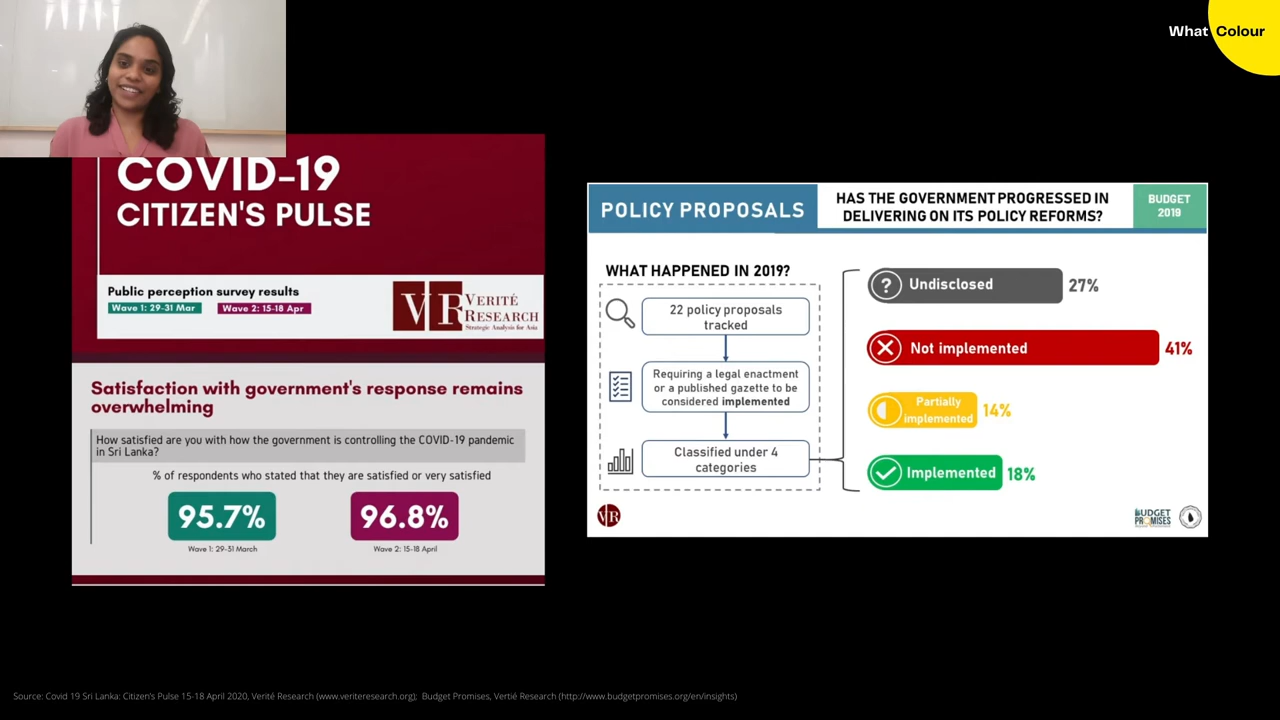 What Colour
COVID-19
CITIZEN'S PULSE
Public perception survey results
Wave 1: 29-31 Mar
Wave 2: 15-18 Apr
VR VERITÉ
RESEARCH
Strategic Analysis for Asia
Satisfaction with government's response remains
overwhelming
How satisfied are you with how the government is controlling the COVID-19 pandemic
in Sri Lanka?
% of respondents who stated that they are satisfied or very satisfied
95.7%
96.8%
Wave 1: 29-31 March
Wave 2: 15-18 April
POLICY PROPOSALS
HAS THE GOVERNMENT PROGRESSED IN
DELIVERING ON ITS POLICY REFORMS?
BUDGET
2019
WHAT HAPPENED IN 2019?
22 policy proposals
tracked
Requiring a legal enactment
or a published gazette to be
considered implemented
Classified under 4
categories
? Undisclosed 27%
Not implemented 41%
Partially
implemented 14%
Implemented 18%
VR
BUDGET
PROMISES
Source: Covid 19 Sri Lanka: Citizen's Pulse 15-18 April 2020, Verité Research (www.veriteresearch.org); Budget Promises, Vertié Research (http://www.budgetpromises.org/en/insights)